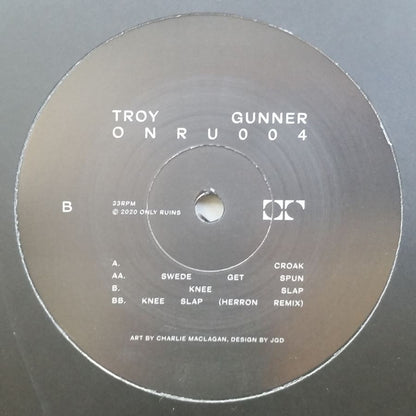 TROY GUNNER
ONRU004
B
33RPM
© 2020 ONLY RUINS
A. CROAK
AA. SWEDE GET SPUN
B. KNEE SLAP
BB. KNEE SLAP (HERRON REMIX)
ART BY CHARLIE MACLAGAN, DESIGN BY JGD